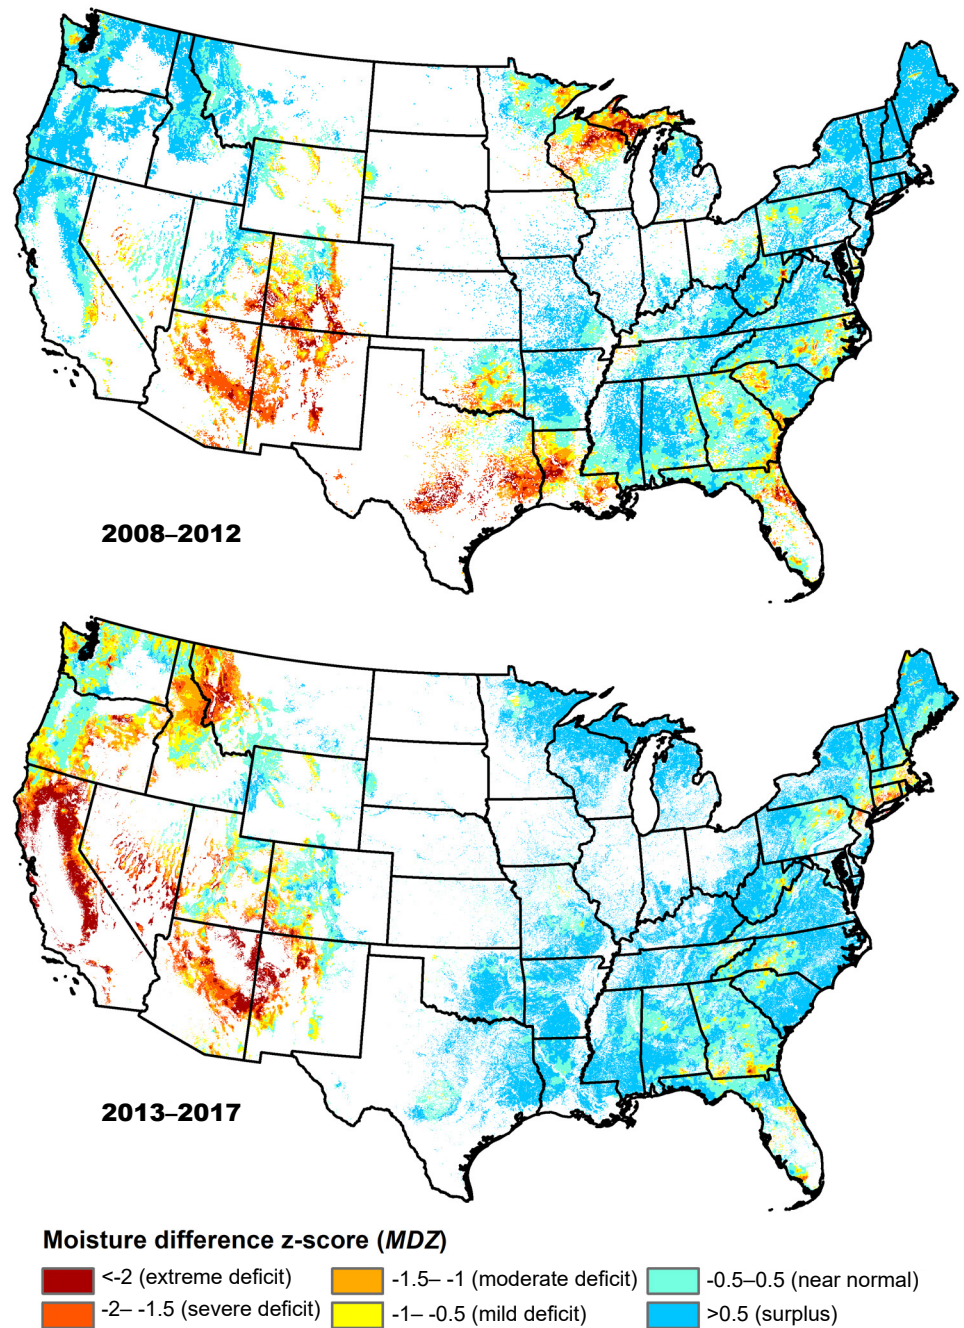 2008–2012
2013–2017
Moisture difference z-score (MDZ)
<-2 (extreme deficit)
-1.5– -1 (moderate deficit)
-0.5–0.5 (near normal)
-2– -1.5 (severe deficit)
-1– -0.5 (mild deficit)
>0.5 (surplus)